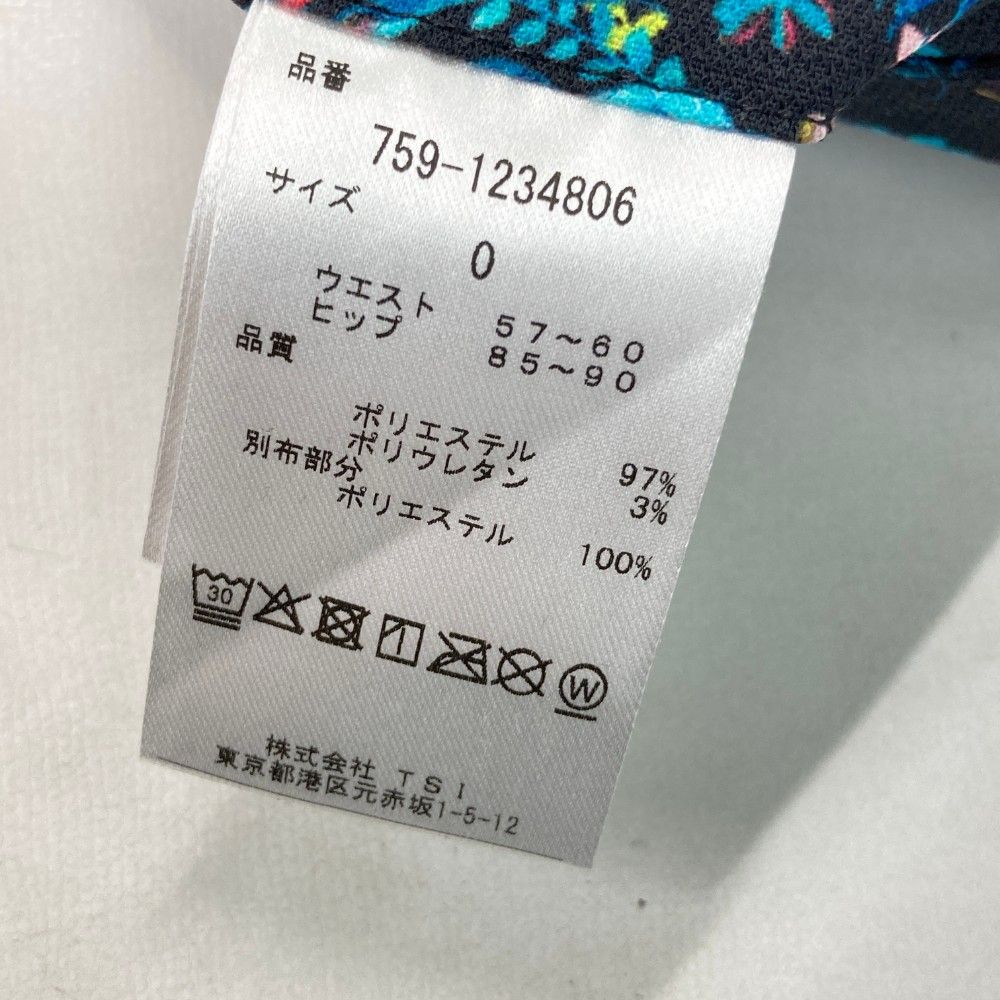 品番
759-1234806
サイズ
0
ウエスト 57～60
ヒップ 85～90
品質
ポリエステル 97%
ポリウレタン 3%
別布部分
ポリエステル 100%
30
W
株式会社 TSI
東京都港区元赤坂1-5-12